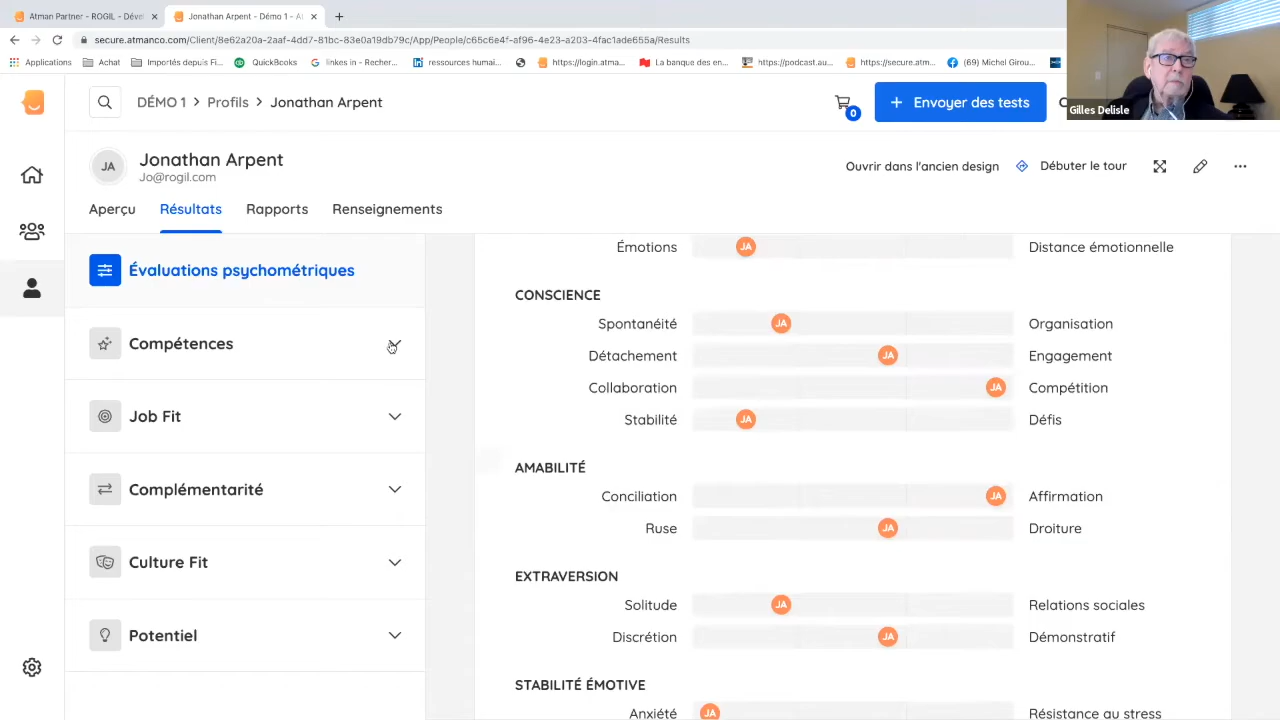 Atman Partner - ROGIL - Déve
Jonathan Arpent - Démo 1 - A
secure.atmanco.com/Client/8e62a20a-2aaf-4dd7-81bc-83e0a19db79c/App/People/c65c6e4f-af96-4e23-a203-4fac1ade655a/Results
Applications Achat Importés depuis Fi... QuickBooks linkes in - Recher... ressources humai... https://login.atma... La banque des en... https://podcast.au... https://secure.atm... (69) Michel Girou...
Gilles Delisle
DÉMO 1 > Profils > Jonathan Arpent
0
+ Envoyer des tests
JA
Jonathan Arpent
Jo@rogil.com
Ouvrir dans l'ancien design
Débuter le tour
Aperçu Résultats Rapports Renseignements
Évaluations psychométriques
Compétences
Job Fit
Complémentarité
Culture Fit
Potentiel
Émotions JA Distance émotionnelle
CONSCIENCE
Spontanéité JA Organisation
Détachement JA Engagement
Collaboration JA Compétition
Stabilité JA Défis
AMABILITÉ
Conciliation JA Affirmation
Ruse JA Droiture
EXTRAVERSION
Solitude JA Relations sociales
Discrétion JA Démonstratif
STABILITÉ ÉMOTIVE
Anxiété JA Résistance au stress